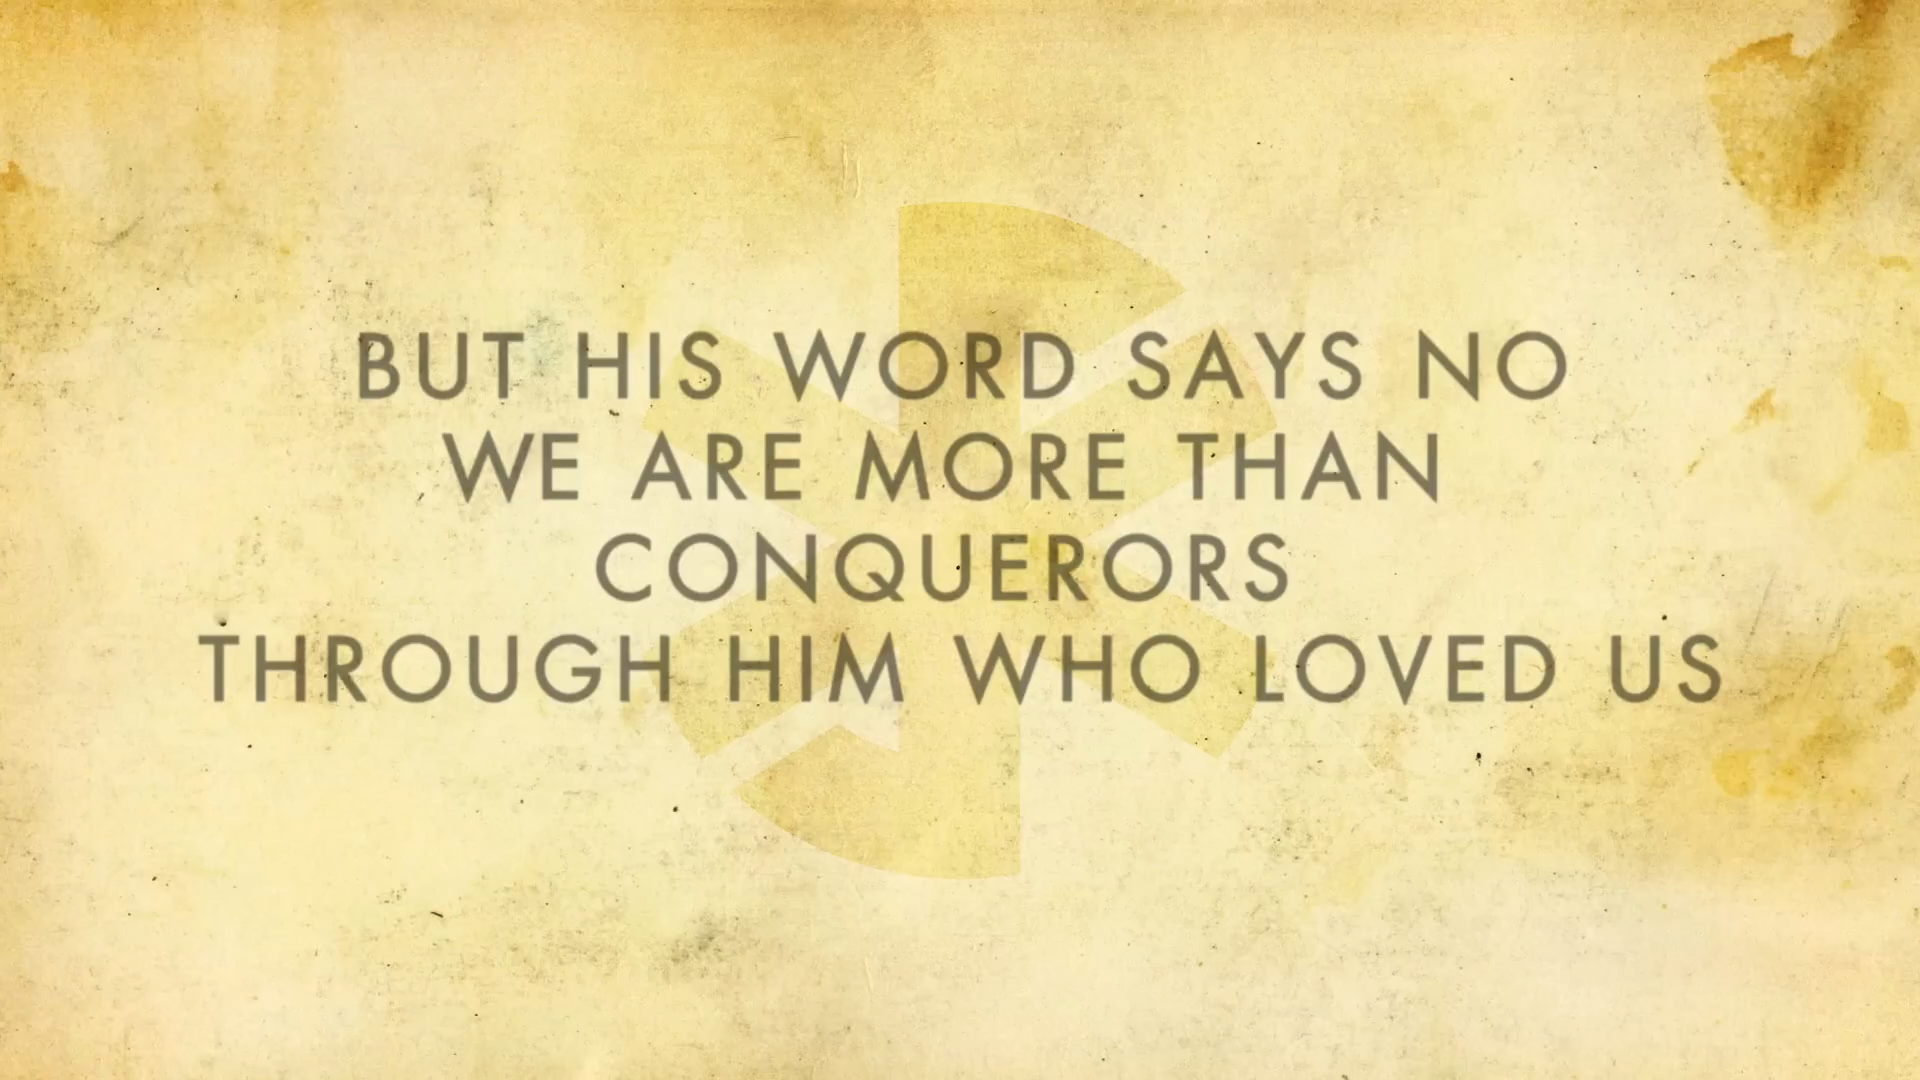 BUT HIS WORD SAYS NO
WE ARE MORE THAN
CONQUERORS
THROUGH HIM WHO LOVED US